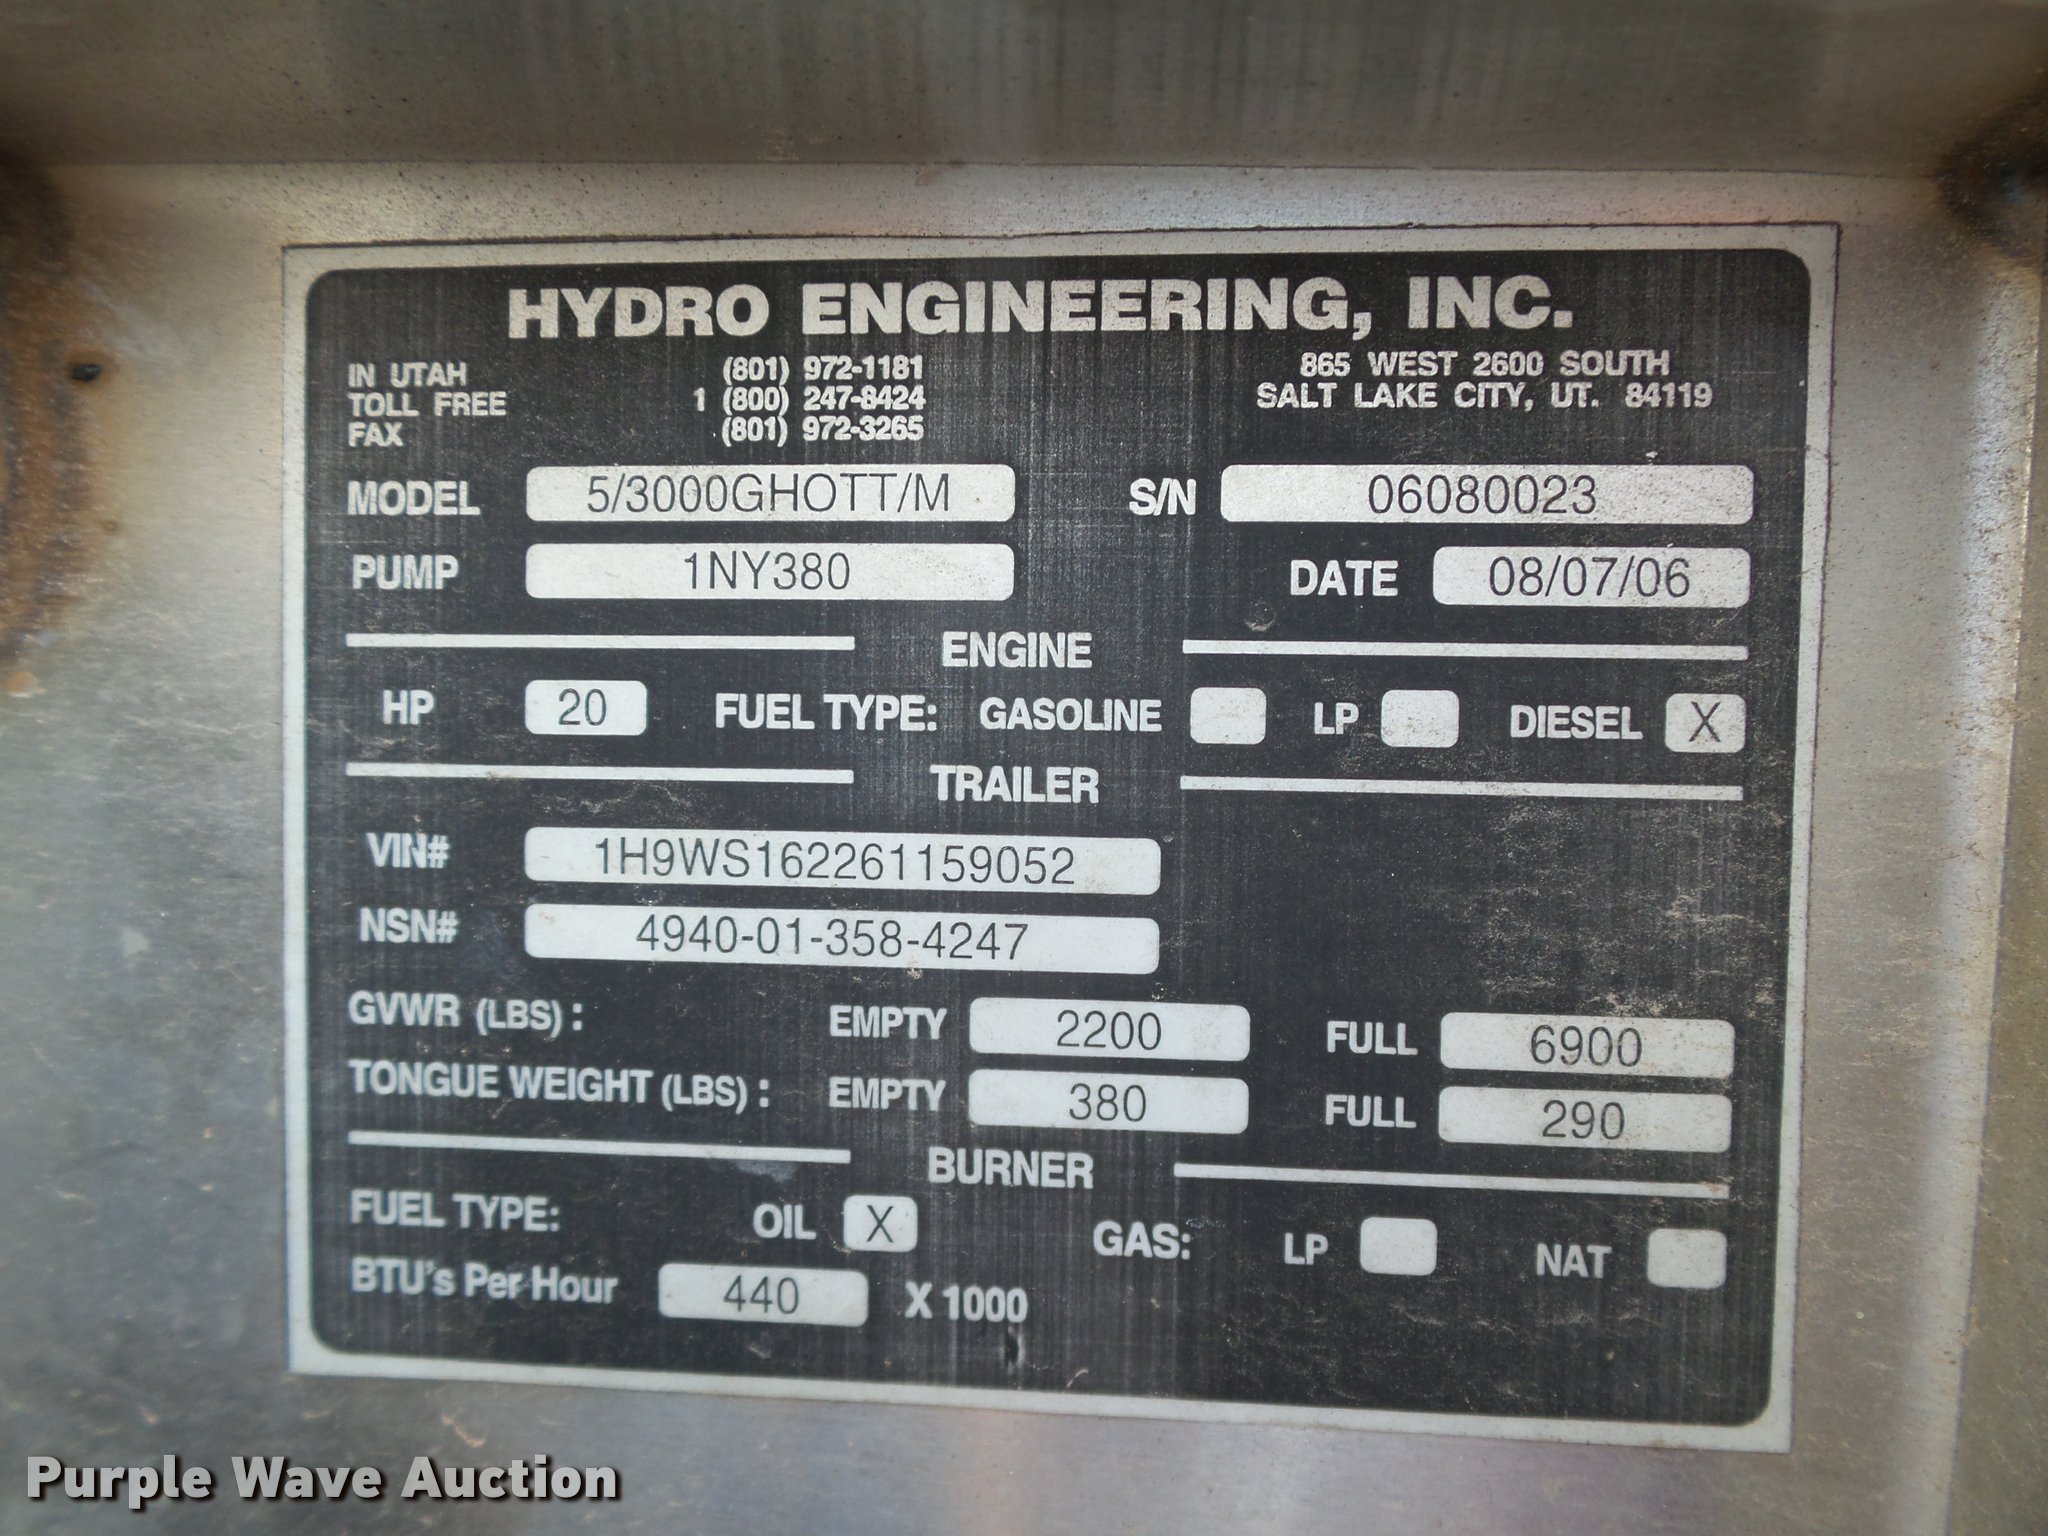 HYDRO ENGINEERING, INC.
IN UTAH (801) 972-1181
TOLL FREE 1 (800) 247-8424
FAX (801) 972-3265
865 WEST 2600 SOUTH
SALT LAKE CITY, UT. 84119
MODEL 5/3000GHOTT/M S/N 06080023
PUMP 1NY380 DATE 08/07/06
ENGINE
HP 20 FUEL TYPE: GASOLINE LP DIESEL X
TRAILER
VIN# 1H9WS162261159052
NSN# 4940-01-358-4247
GVWR (LBS): EMPTY 2200 FULL 6900
TONGUE WEIGHT (LBS): EMPTY 380 FULL 290
BURNER
FUEL TYPE: OIL X GAS: LP NAT
BTU's Per Hour 440 X 1000
Purple Wave Auction